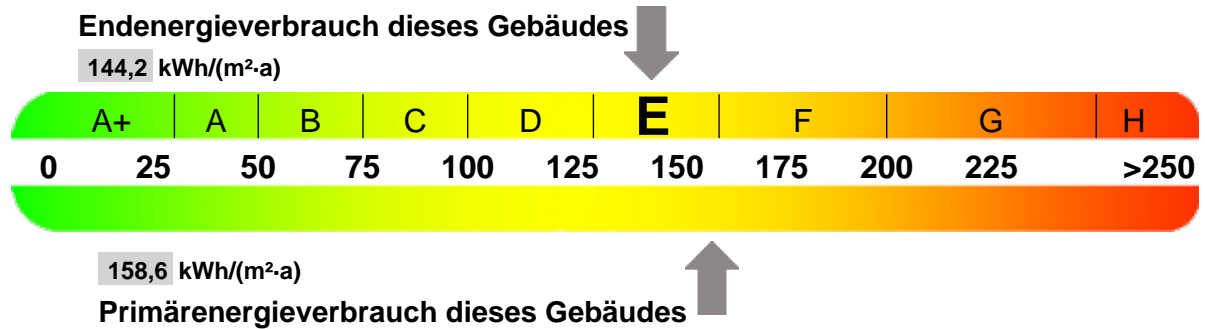 Endenergieverbrauch dieses Gebäudes
144,2 kWh/(m²·a)
A+ A B C D E F G H
0 25 50 75 100 125 150 175 200 225 >250
158,6 kWh/(m²·a)
Primärenergieverbrauch dieses Gebäudes